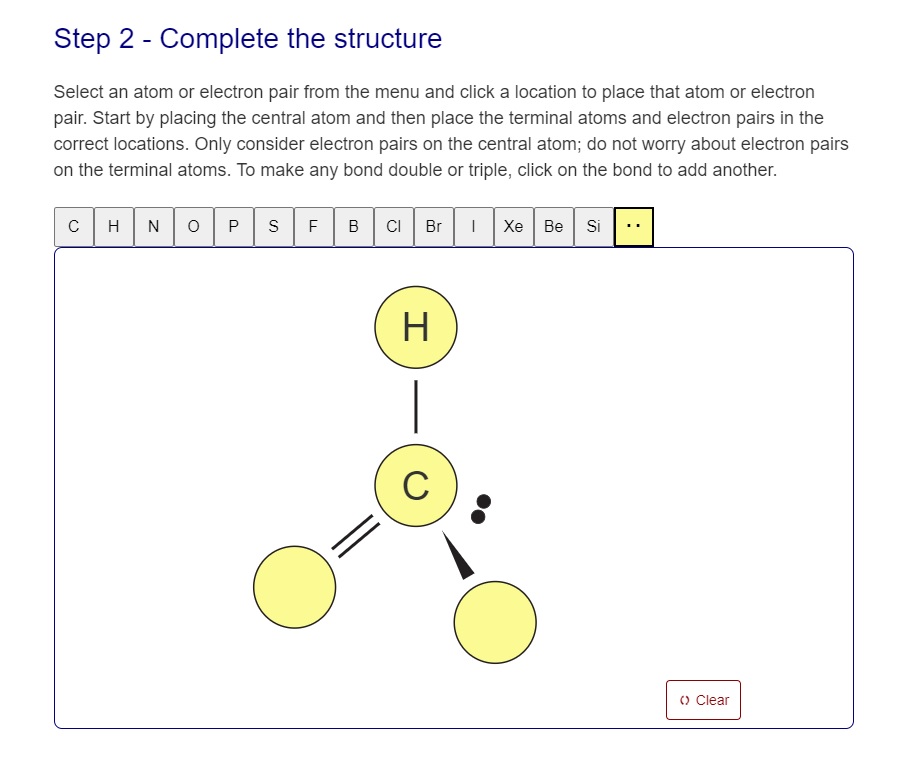 Step 2 - Complete the structure
Select an atom or electron pair from the menu and click a location to place that atom or electron
pair. Start by placing the central atom and then place the terminal atoms and electron pairs in the
correct locations. Only consider electron pairs on the central atom; do not worry about electron pairs
on the terminal atoms. To make any bond double or triple, click on the bond to add another.
C H N O P S F B Cl Br I Xe Be Si ··
H
C
Clear